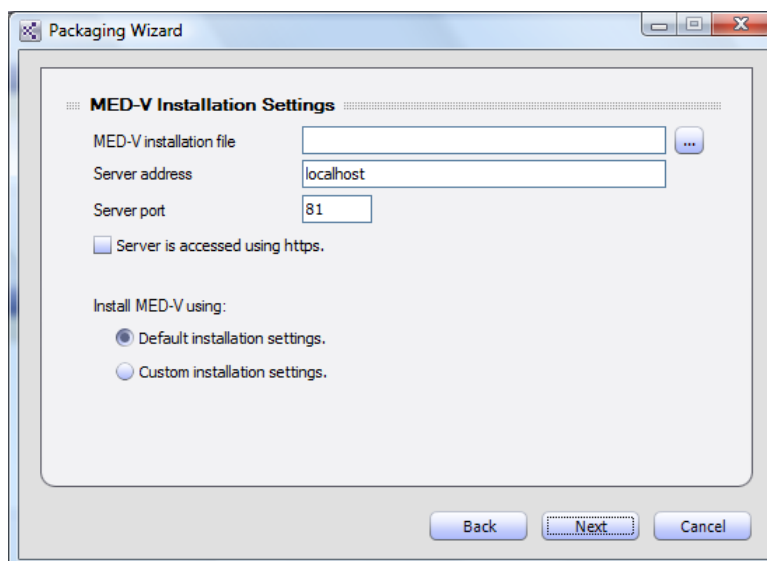 Packaging Wizard
MED-V Installation Settings
MED-V installation file
...
Server address localhost
Server port 81
Server is accessed using https.
Install MED-V using:
Default installation settings.
Custom installation settings.
Back Next Cancel